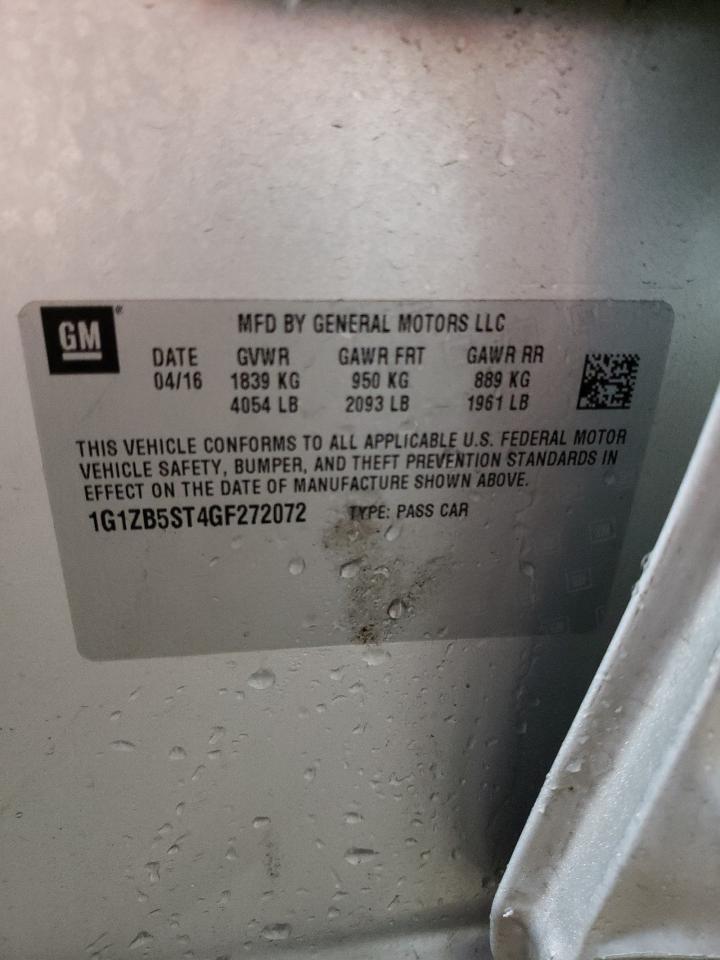 GM
MFD BY GENERAL MOTORS LLC
DATE GVWR GAWR FRT GAWR RR
04/16 1839 KG 950 KG 889 KG
4054 LB 2093 LB 1961 LB
THIS VEHICLE CONFORMS TO ALL APPLICABLE U.S. FEDERAL MOTOR
VEHICLE SAFETY, BUMPER, AND THEFT PREVENTION STANDARDS IN
EFFECT ON THE DATE OF MANUFACTURE SHOWN ABOVE.
1G1ZB5ST4GF272072 TYPE: PASS CAR